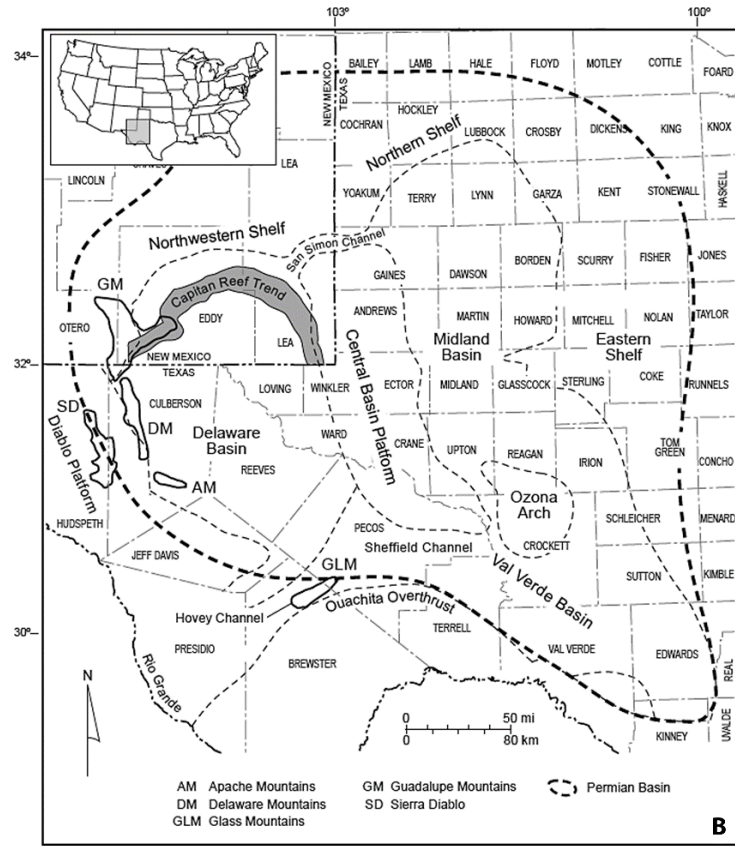 103°
100°
34°
BAILEY LAMB HALE FLOYD MOTLEY COTTLE
FOARD
NEW MEXICO
TEXAS
HOCKLEY
COCHRAN LUBBOCK CROSBY DICKENS KING KNOX
Northern Shelf
LEA
LINCOLN
YOAKUM TERRY LYNN GARZA KENT STONEWALL HASKELL
Northwestern Shelf
San Simon Channel
BORDEN SCURRY FISHER JONES
GAINES DAWSON
GM
Capitan Reef Trend
ANDREWS MARTIN HOWARD MITCHELL NOLAN TAYLOR
OTERO EDDY
LEA
Midland
Basin
Eastern
Shelf
32°
NEW MEXICO
TEXAS
LOVING WINKLER ECTOR MIDLAND GLASSCOCK STERLING COKE RUNNELS
Central Basin Platform
SD
CULBERSON
DM
Delaware
Basin
WARD CRANE UPTON REAGAN IRION TOM
GREEN CONCHO
REEVES
Diablo Platform
AM
Ozona
Arch
HUDSPETH
PECOS
SCHLEICHER MENARD
JEFF DAVIS
Sheffield Channel
CROCKETT
GLM
SUTTON KIMBLE
Val Verde Basin
Hovey Channel
Ouachita Overthrust
30°
TERRELL
PRESIDIO
BREWSTER
VAL VERDE EDWARDS REAL
Rio Grande
N
0 50 mi
0 80 km
KINNEY UVALDE
AM Apache Mountains
DM Delaware Mountains
GLM Glass Mountains
GM Guadalupe Mountains
SD Sierra Diablo
Permian Basin
B